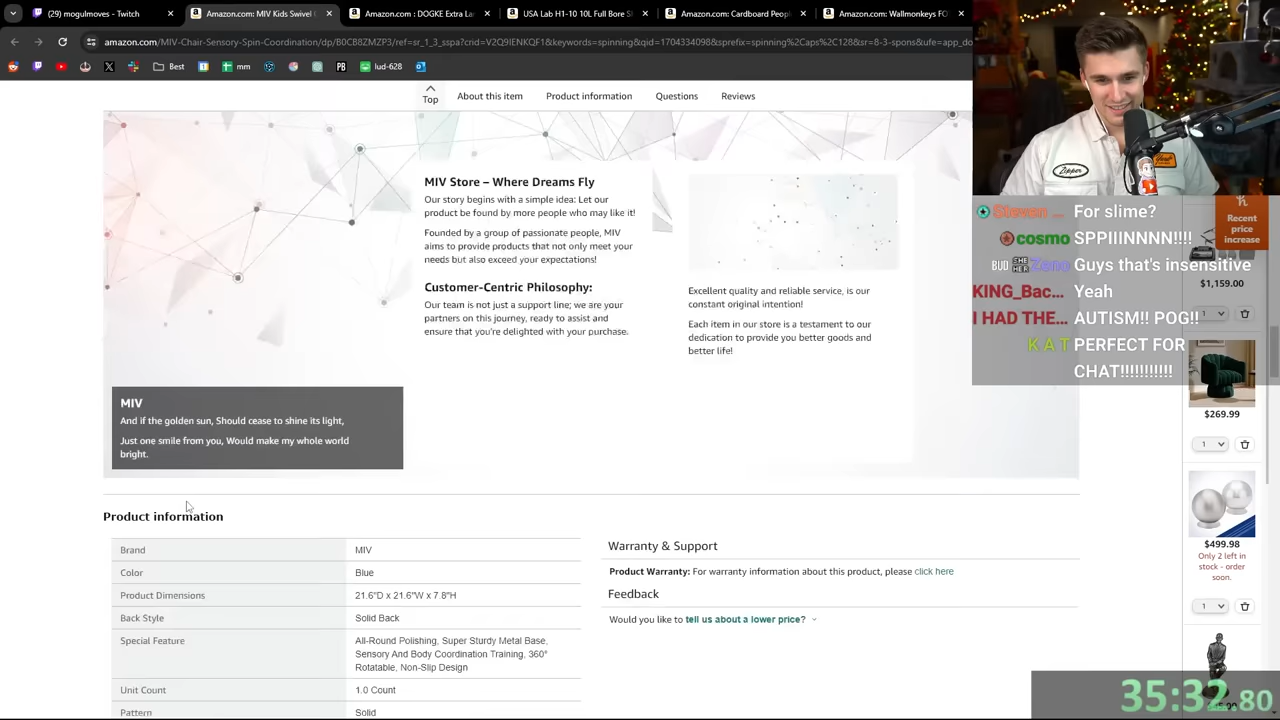 (29) mogulmoves - Twitch
Amazon.com: MIV Kids Swivel C
Amazon.com : DOGKE Extra Lar
USA Lab H1-10 10L Full Bore S
Amazon.com: Cardboard Peopl
Amazon.com: Wallmonkeys FO
amazon.com/MIV-Chair-Sensory-Spin-Coordination/dp/B0CB8ZMZP3/ref=sr_1_3_sspa?crid=V2Q9IENKQF1&keywords=spinning&qid=1704334098&sprefix=spinning%2Caps%2C128&sr=8-3-spons&ufe=app_do
Best
mm
PB
lud-628
Top
About this item
Product information
Questions
Reviews
MIV Store – Where Dreams Fly
Our story begins with a simple idea: Let our
product be found by more people who may like it!
Founded by a group of passionate people, MIV
aims to provide products that not only meet your
needs but also exceed your expectations!
Customer-Centric Philosophy:
Our team is not just a support line; we are your
partners on this journey, ready to assist and
ensure that you're delighted with your purchase.
Excellent quality and reliable service, is our
constant original intention!
Each item in our store is a testament to our
dedication to provide you better goods and
better life!
MIV
And if the golden sun, Should cease to shine its light,
Just one smile from you, Would make my whole world
bright.
Product information
Brand MIV
Color Blue
Product Dimensions 21.6"D x 21.6"W x 7.8"H
Back Style Solid Back
Special Feature All-Round Polishing, Super Sturdy Metal Base,
Sensory And Body Coordination Training, 360°
Rotatable, Non-Slip Design
Unit Count 1.0 Count
Pattern Solid
Warranty & Support
Product Warranty: For warranty information about this product, please click here
Feedback
Would you like to tell us about a lower price?
Zipper
Steven ... For slime?
cosmo SPPIIINNNN!!!!
BUD SHE HER Zeno Guys that's insensitive
KING_Bac... Yeah
I HAD THE... AUTISM!! POG!!
K A T PERFECT FOR
CHAT!!!!!!!!!!!
Recent
price
increase
$1,159.00
1
$269.99
1
$499.98
Only 2 left in
stock - order
soon.
1
35:32.80